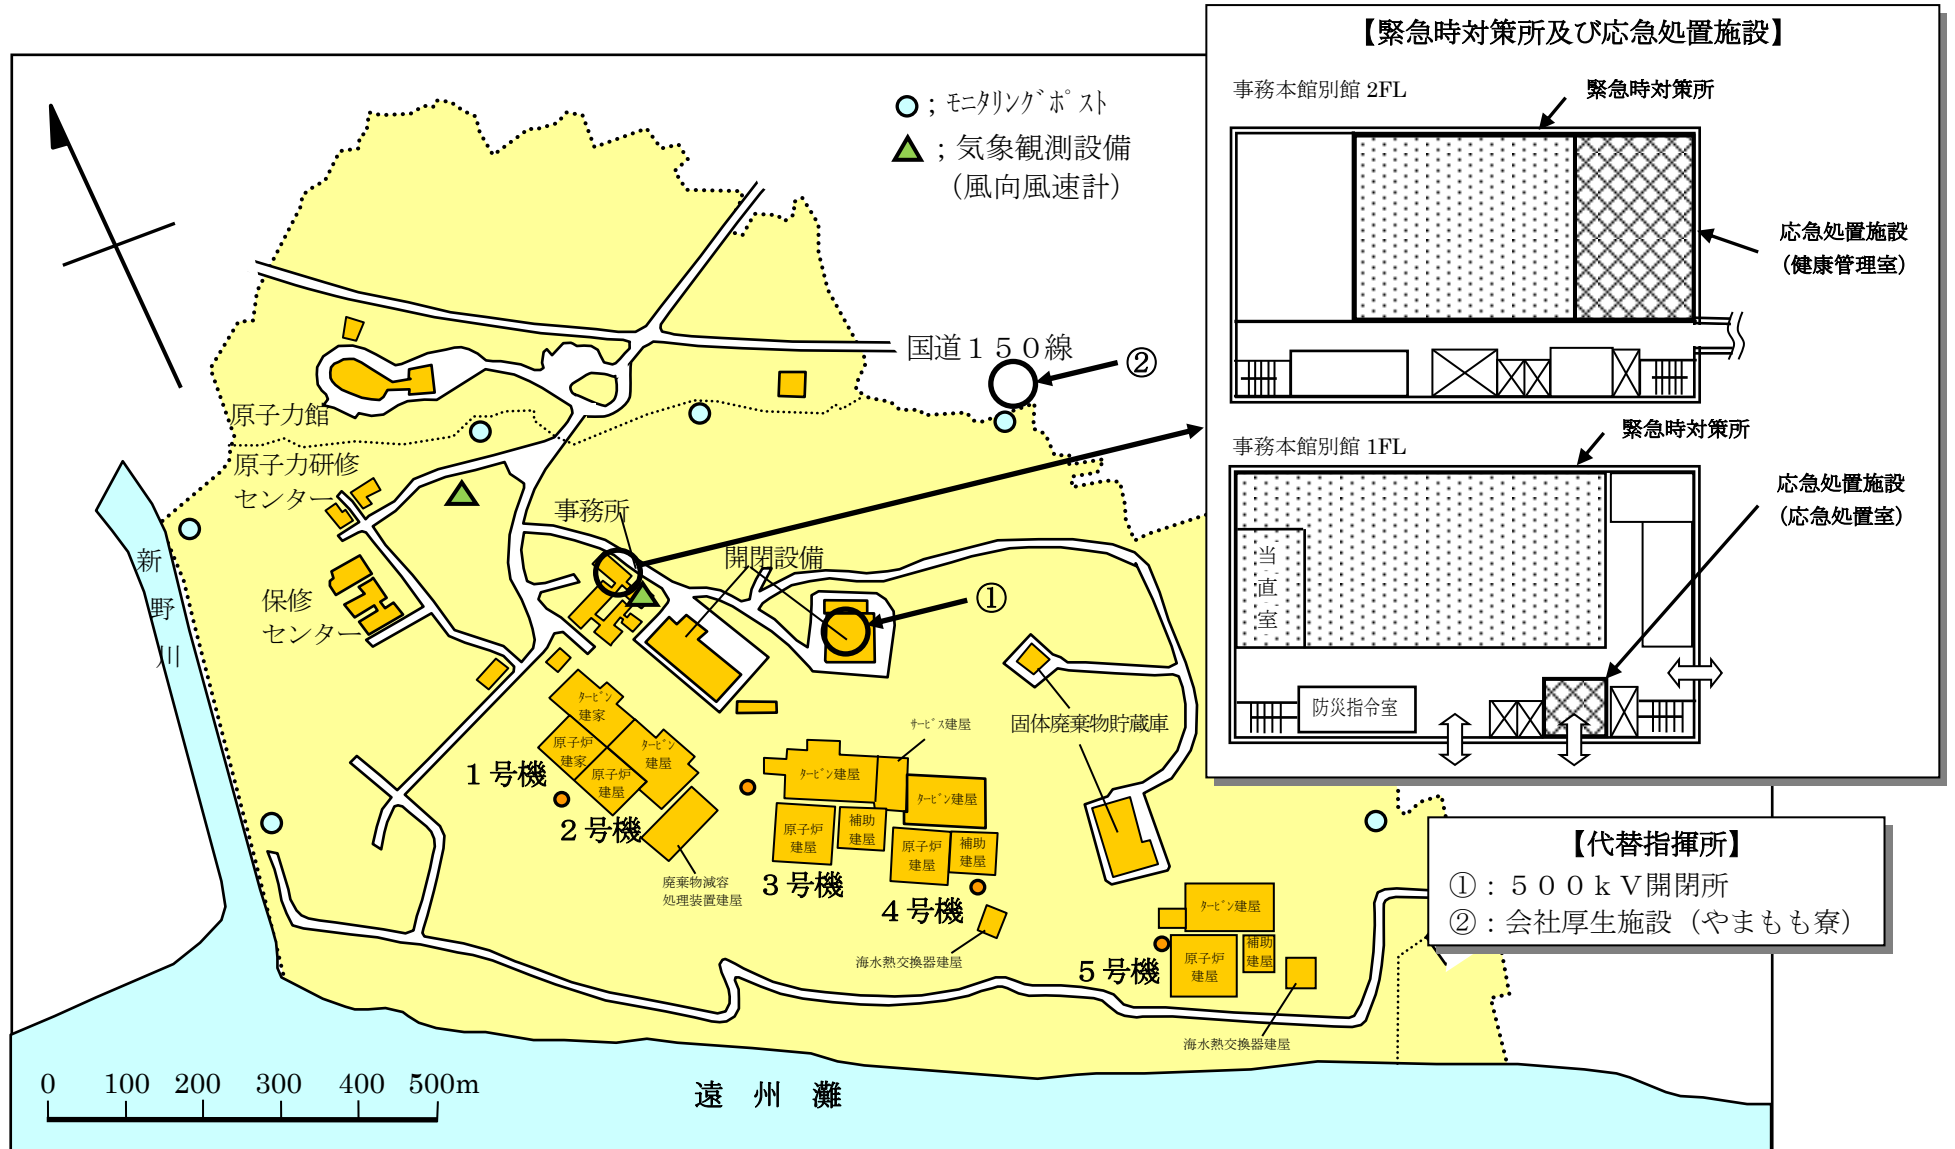 【緊急時対策所及び応急処置施設】
事務本館別館 2FL
緊急時対策所
応急処置施設
（健康管理室）
事務本館別館 1FL
緊急時対策所
応急処置施設
（応急処置室）
当直室
防災指令室
；ﾓﾆﾀﾘﾝｸﾞﾎﾟｽﾄ
；気象観測設備
（風向風速計）
国道１５０線
②
原子力館
原子力研修
センター
事務所
開閉設備
①
新野川
保修
センター
ﾀｰﾋﾞﾝ
建家
原子炉
建家
ﾀｰﾋﾞﾝ
建屋
原子炉
建屋
１号機
２号機
廃棄物減容
処理装置建屋
ｻｰﾋﾞｽ建屋
固体廃棄物貯蔵庫
ﾀｰﾋﾞﾝ建屋
ﾀｰﾋﾞﾝ建屋
原子炉
建屋
補助
建屋
原子炉
建屋
補助
建屋
３号機
４号機
海水熱交換器建屋
ﾀｰﾋﾞﾝ建屋
原子炉
建屋
補助
建屋
５号機
海水熱交換器建屋
【代替指揮所】
①：５００ｋＶ開閉所
②：会社厚生施設（やまもも寮）
0 100 200 300 400 500m
遠 州 灘